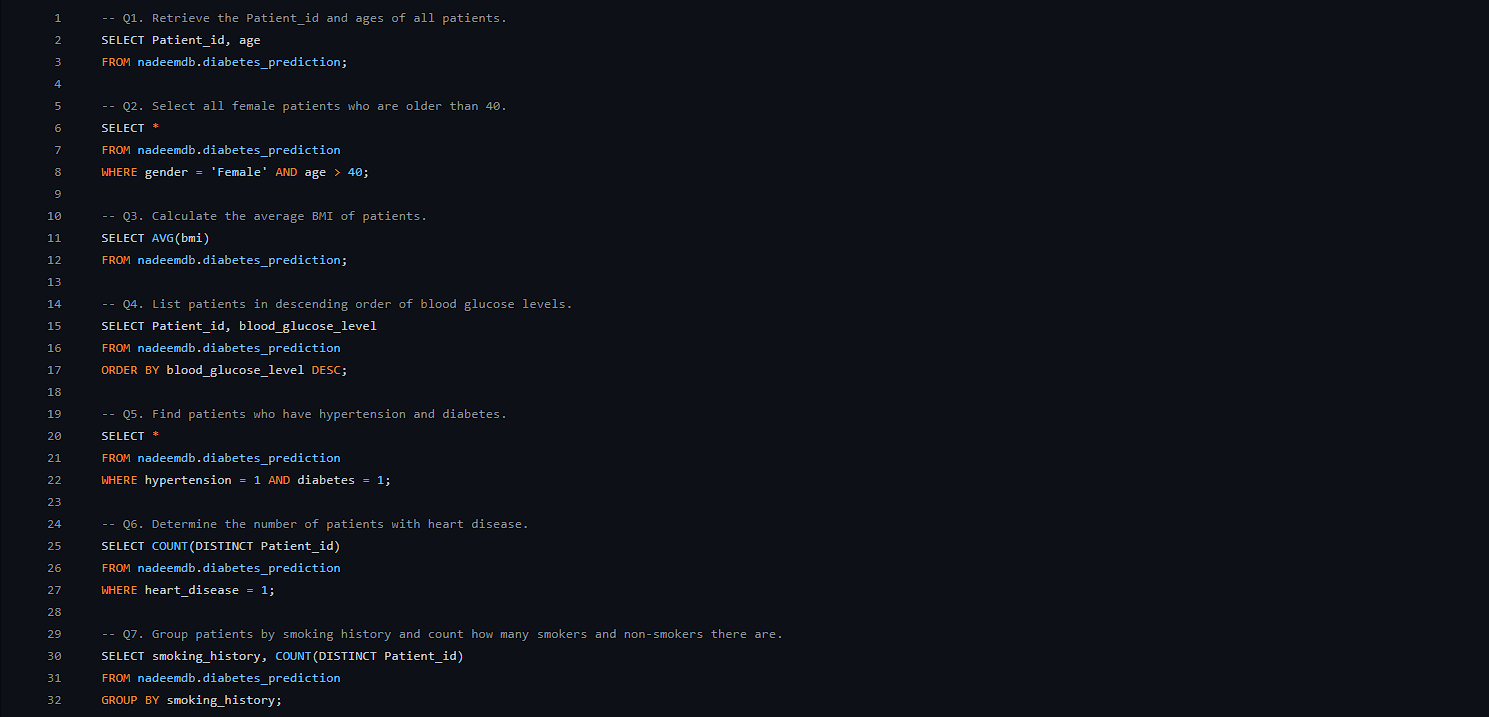 1 -- Q1. Retrieve the Patient_id and ages of all patients.
2 SELECT Patient_id, age
3 FROM nadeemdb.diabetes_prediction;
4
5 -- Q2. Select all female patients who are older than 40.
6 SELECT *
7 FROM nadeemdb.diabetes_prediction
8 WHERE gender = 'Female' AND age > 40;
9
10 -- Q3. Calculate the average BMI of patients.
11 SELECT AVG(bmi)
12 FROM nadeemdb.diabetes_prediction;
13
14 -- Q4. List patients in descending order of blood glucose levels.
15 SELECT Patient_id, blood_glucose_level
16 FROM nadeemdb.diabetes_prediction
17 ORDER BY blood_glucose_level DESC;
18
19 -- Q5. Find patients who have hypertension and diabetes.
20 SELECT *
21 FROM nadeemdb.diabetes_prediction
22 WHERE hypertension = 1 AND diabetes = 1;
23
24 -- Q6. Determine the number of patients with heart disease.
25 SELECT COUNT(DISTINCT Patient_id)
26 FROM nadeemdb.diabetes_prediction
27 WHERE heart_disease = 1;
28
29 -- Q7. Group patients by smoking history and count how many smokers and non-smokers there are.
30 SELECT smoking_history, COUNT(DISTINCT Patient_id)
31 FROM nadeemdb.diabetes_prediction
32 GROUP BY smoking_history;